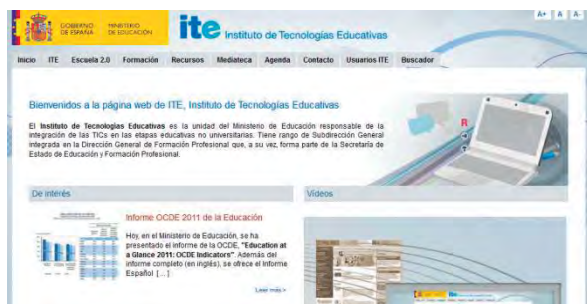 A+ A A-
GOBIERNO DE ESPAÑA
MINISTERIO DE EDUCACIÓN
ite Instituto de Tecnologías Educativas
Inicio ITE Escuela 2.0 Formación Recursos Mediateca Agenda Contacto Usuarios ITE Buscador
Bienvenidos a la página web de ITE, Instituto de Tecnologías Educativas
El Instituto de Tecnologías Educativas es la unidad del Ministerio de Educación responsable de la
integración de las TICs en las etapas educativas no universitarias. Tiene rango de Subdirección General
integrada en la Dirección General de Formación Profesional que, a su vez, forma parte de la Secretaría de
Estado de Educación y Formación Profesional.
R
De interés
Vídeos
Informe OCDE 2011 de la Educación
Hoy, en el Ministerio de Educación, se ha
presentado el informe de la OCDE, "Education at
a Glance 2011: OCDE Indicators". Además del
informe completo (en inglés), se ofrece el Informe
Español [...]
Leer más >